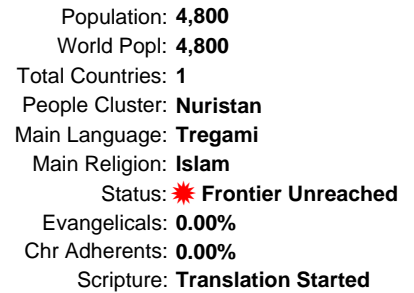 Population: 4,800
World Popl: 4,800
Total Countries: 1
People Cluster: Nuristan
Main Language: Tregami
Main Religion: Islam
Status: Frontier Unreached
Evangelicals: 0.00%
Chr Adherents: 0.00%
Scripture: Translation Started